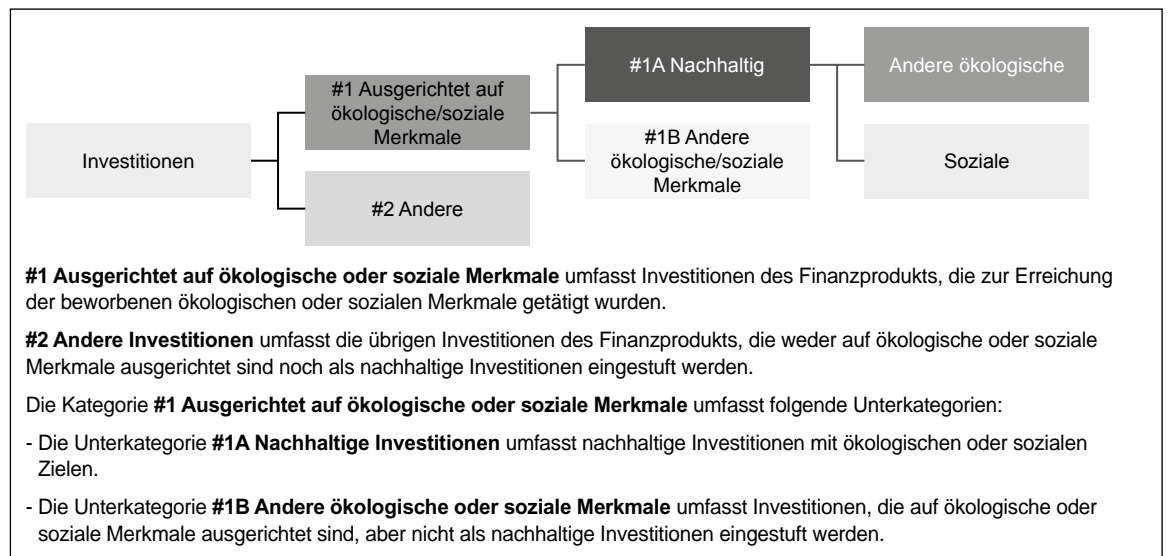 Investitionen
#1 Ausgerichtet auf
ökologische/soziale
Merkmale
#2 Andere
#1A Nachhaltig
#1B Andere
ökologische/soziale
Merkmale
Andere ökologische
Soziale
#1 Ausgerichtet auf ökologische oder soziale Merkmale umfasst Investitionen des Finanzprodukts, die zur Erreichung
der beworbenen ökologischen oder sozialen Merkmale getätigt wurden.
#2 Andere Investitionen umfasst die übrigen Investitionen des Finanzprodukts, die weder auf ökologische oder soziale
Merkmale ausgerichtet sind noch als nachhaltige Investitionen eingestuft werden.
Die Kategorie #1 Ausgerichtet auf ökologische oder soziale Merkmale umfasst folgende Unterkategorien:
- Die Unterkategorie #1A Nachhaltige Investitionen umfasst nachhaltige Investitionen mit ökologischen oder sozialen
Zielen.
- Die Unterkategorie #1B Andere ökologische oder soziale Merkmale umfasst Investitionen, die auf ökologische oder
soziale Merkmale ausgerichtet sind, aber nicht als nachhaltige Investitionen eingestuft werden.